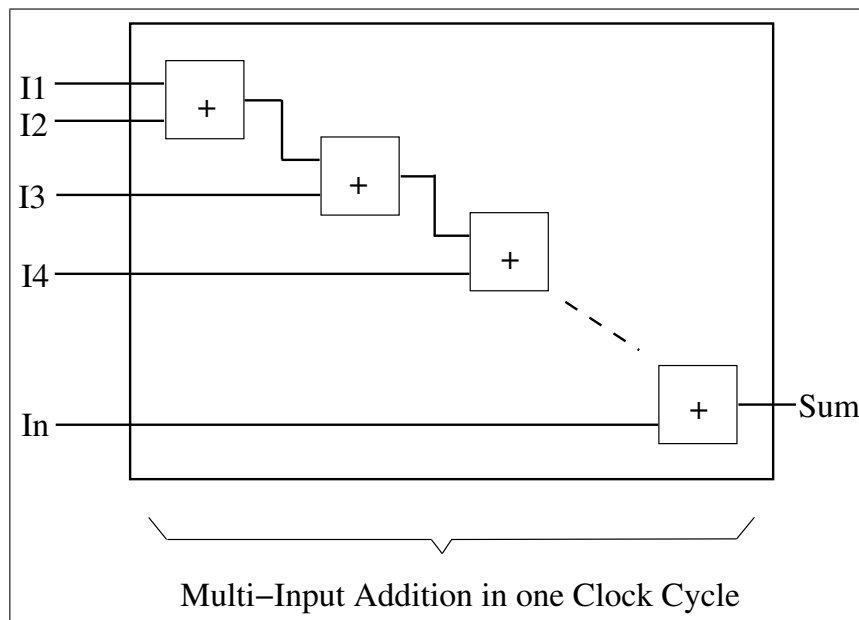 I1
+
I2
+
I3
+
I4
+
In
Sum
Multi−Input Addition in one Clock Cycle